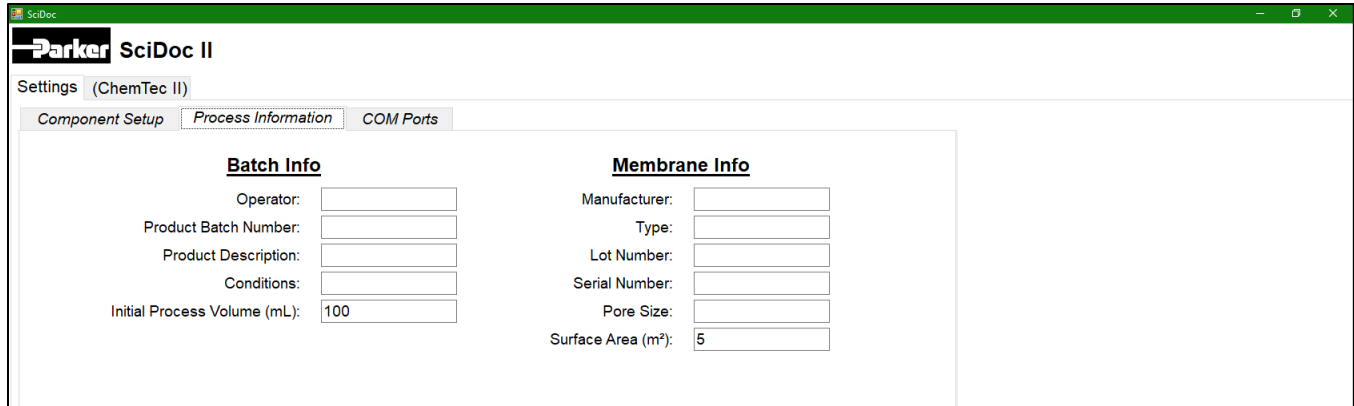 SciDoc
Parker SciDoc II
Settings (ChemTec II)
Component Setup Process Information COM Ports
Batch Info
Operator:
Product Batch Number:
Product Description:
Conditions:
Initial Process Volume (mL): 100
Membrane Info
Manufacturer:
Type:
Lot Number:
Serial Number:
Pore Size:
Surface Area (m²): 5